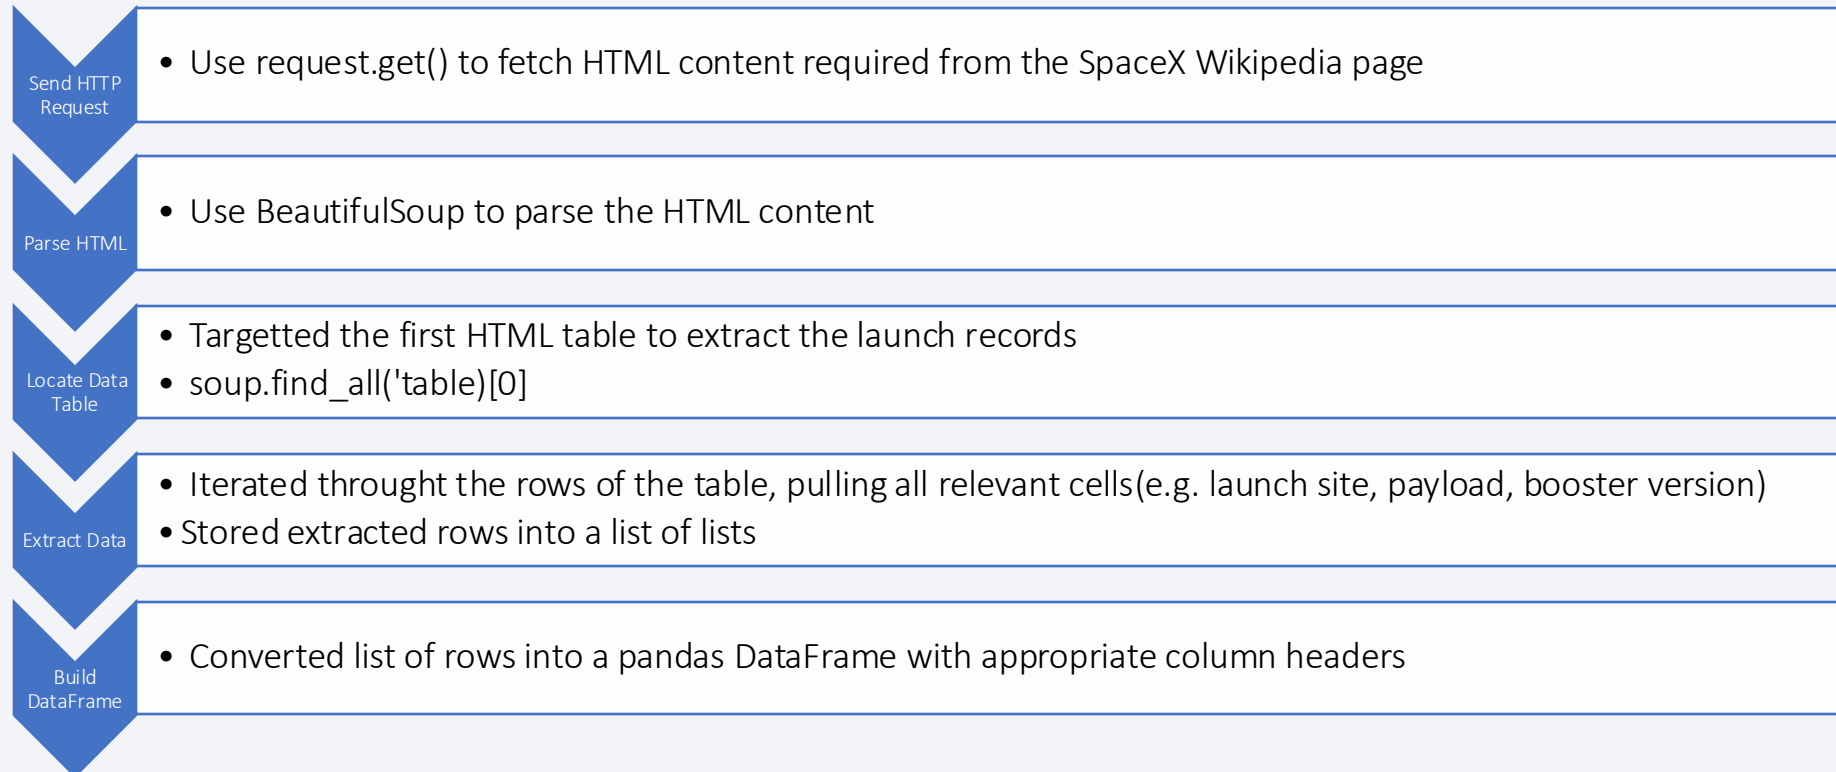 Send HTTP
Request
• Use request.get() to fetch HTML content required from the SpaceX Wikipedia page
Parse HTML
• Use BeautifulSoup to parse the HTML content
Locate Data
Table
• Targetted the first HTML table to extract the launch records
• soup.find_all('table)[0]
Extract Data
• Iterated throught the rows of the table, pulling all relevant cells(e.g. launch site, payload, booster version)
• Stored extracted rows into a list of lists
Build
DataFrame
• Converted list of rows into a pandas DataFrame with appropriate column headers